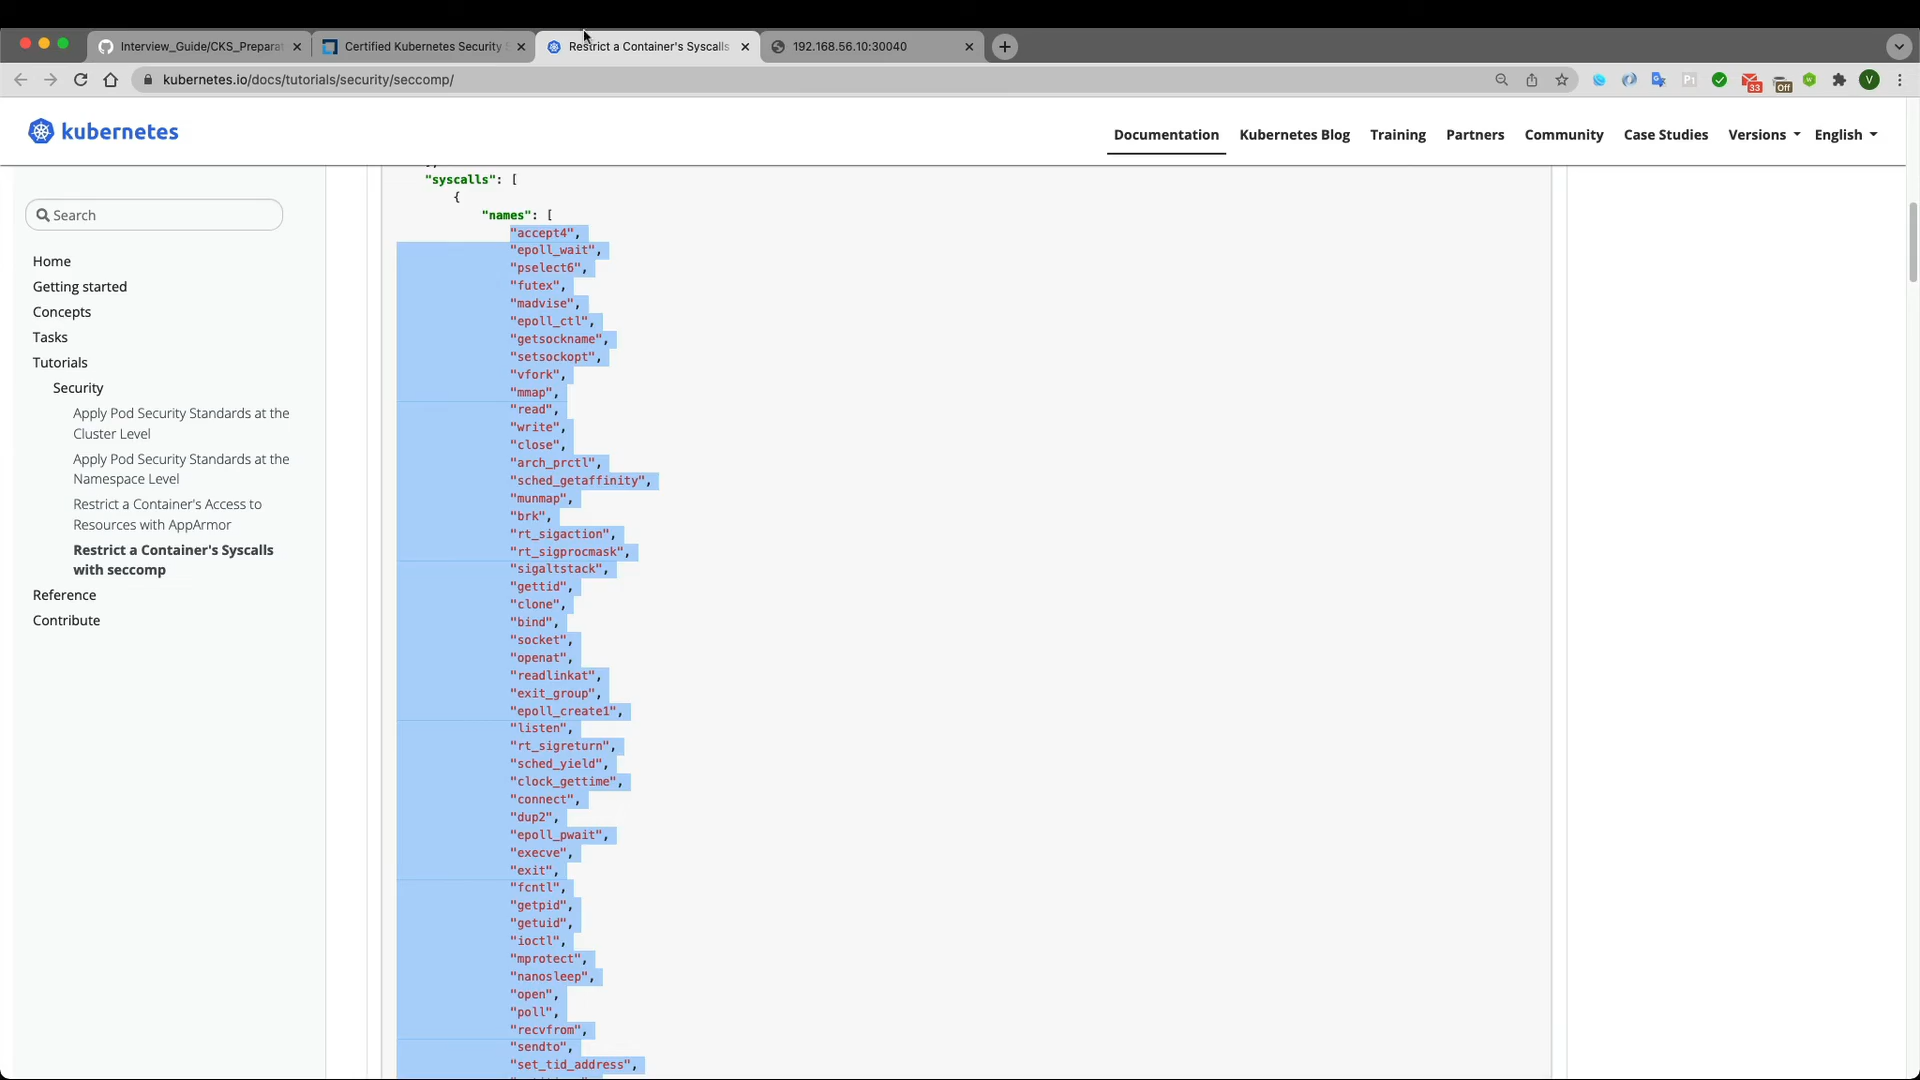 Interview_Guide/CKS_Preparat
Certified Kubernetes Security S
Restrict a Container's Syscalls
192.168.56.10:30040
kubernetes.io/docs/tutorials/security/seccomp/
P1
33
Off
V
kubernetes
Documentation
Kubernetes Blog
Training
Partners
Community
Case Studies
Versions
English
Search
Home
Getting started
Concepts
Tasks
Tutorials
Security
Apply Pod Security Standards at the
Cluster Level
Apply Pod Security Standards at the
Namespace Level
Restrict a Container's Access to
Resources with AppArmor
Restrict a Container's Syscalls
with seccomp
Reference
Contribute
"syscalls": [
{
"names": [
"accept4",
"epoll_wait",
"pselect6",
"futex",
"madvise",
"epoll_ctl",
"getsockname",
"setsockopt",
"vfork",
"mmap",
"read",
"write",
"close",
"arch_prctl",
"sched_getaffinity",
"munmap",
"brk",
"rt_sigaction",
"rt_sigprocmask",
"sigaltstack",
"gettid",
"clone",
"bind",
"socket",
"openat",
"readlinkat",
"exit_group",
"epoll_create1",
"listen",
"rt_sigreturn",
"sched_yield",
"clock_gettime",
"connect",
"dup2",
"epoll_pwait",
"execve",
"exit",
"fcntl",
"getpid",
"getuid",
"ioctl",
"mprotect",
"nanosleep",
"open",
"poll",
"recvfrom",
"sendto",
"set_tid_address",